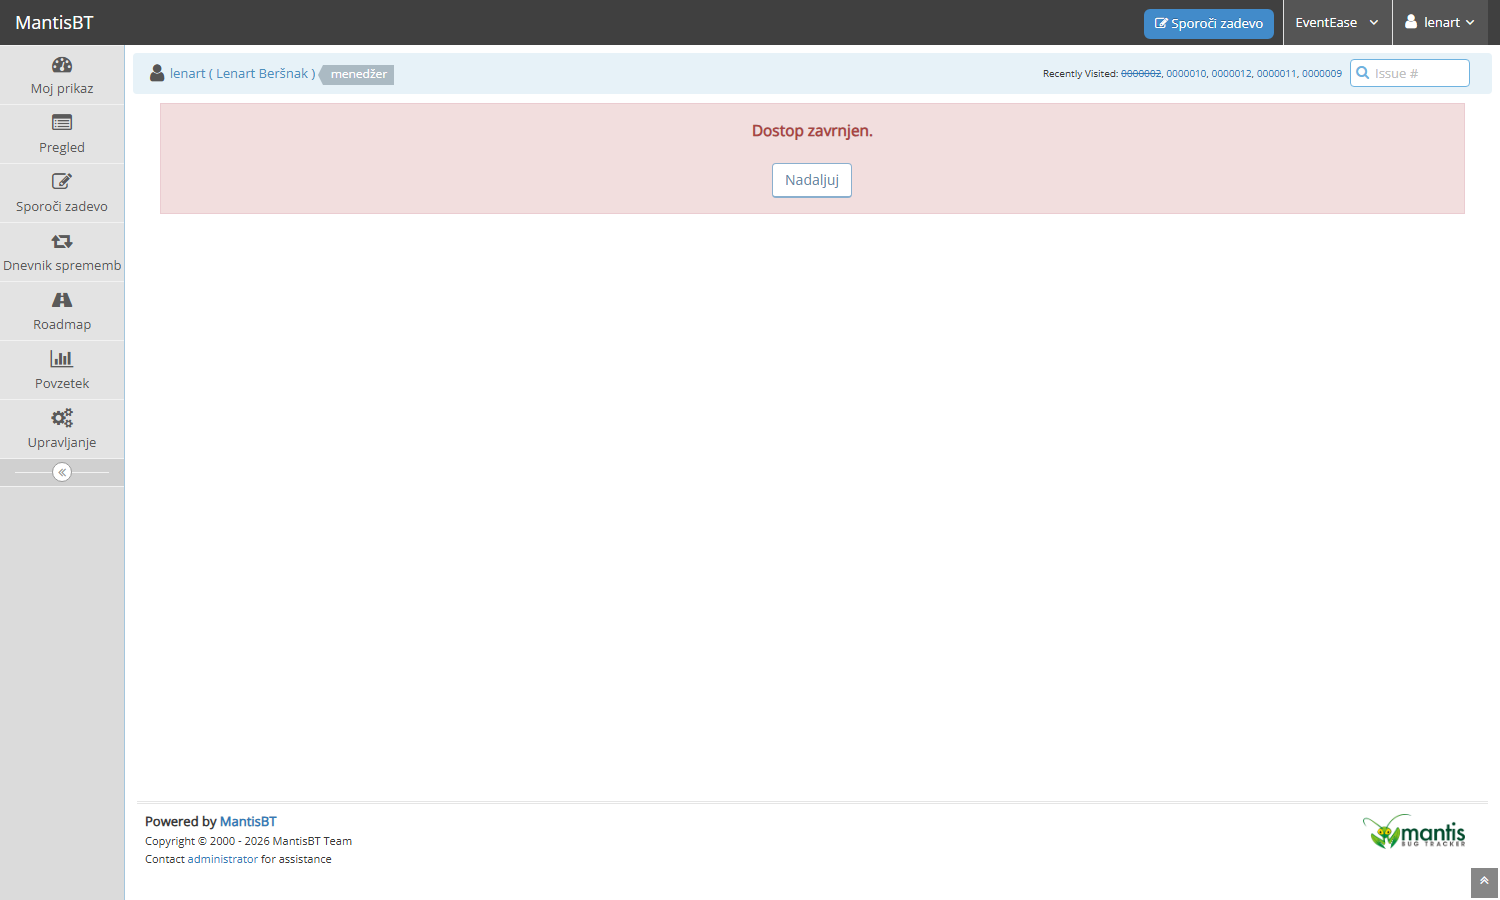 MantisBT
Sporoči zadevo
EventEase
lenart
Moj prikaz
Pregled
Sporoči zadevo
Dnevnik sprememb
Roadmap
Povzetek
Upravljanje
lenart ( Lenart Beršnak ) menedžer
Recently Visited: 0000002, 0000010, 0000012, 0000011, 0000009
Issue #
Dostop zavrnjen.
Nadaljuj
Powered by MantisBT
Copyright © 2000 - 2026 MantisBT Team
Contact administrator for assistance
mantis
BUG TRACKER